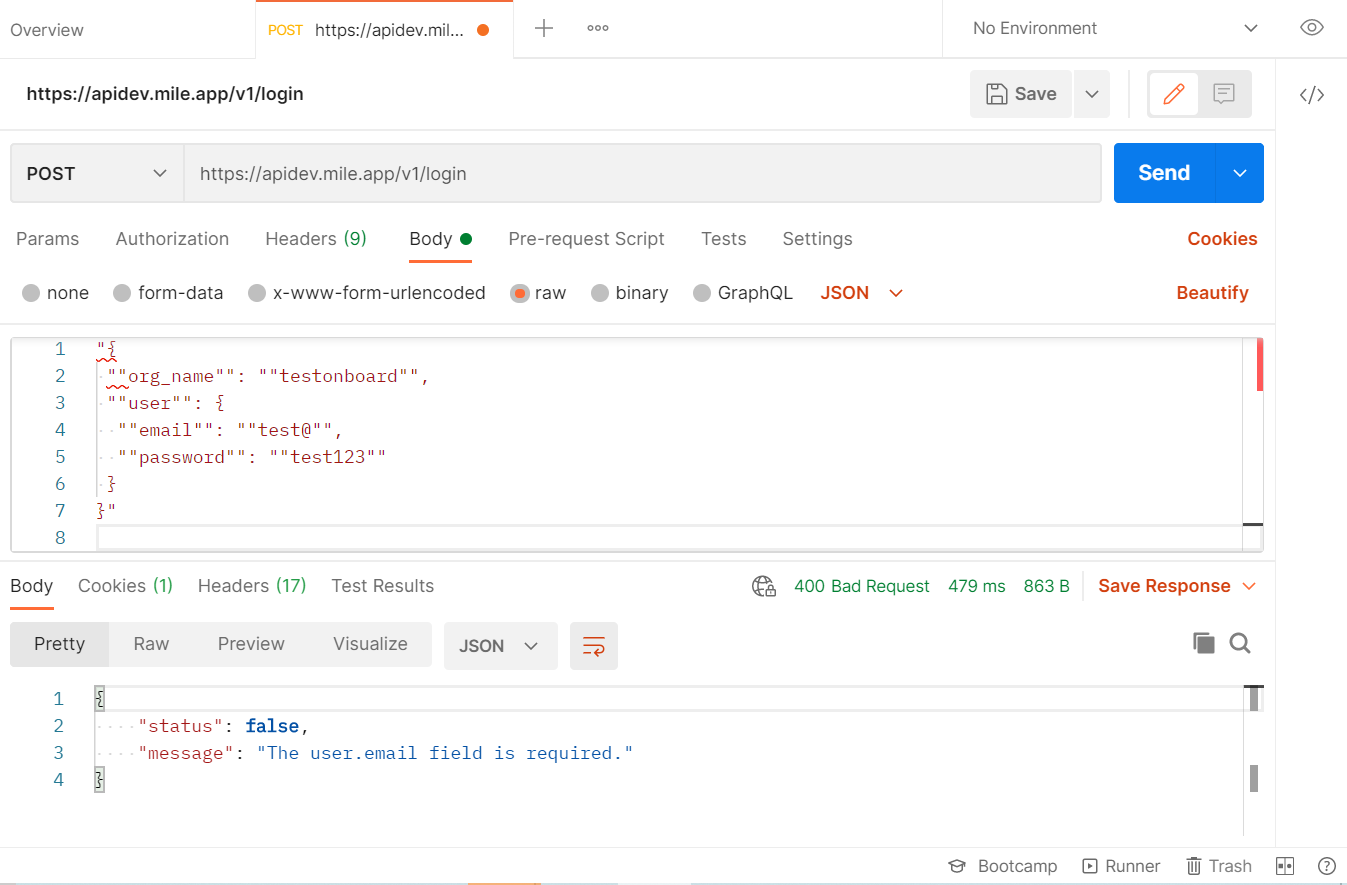 Overview
POST https://apidev.mil...
No Environment
https://apidev.mile.app/v1/login
Save
POST
https://apidev.mile.app/v1/login
Send
Params Authorization Headers (9) Body Pre-request Script Tests Settings Cookies
none form-data x-www-form-urlencoded raw binary GraphQL JSON Beautify
1 "{
2 ""org_name"": ""testonboard"",
3 ""user"": {
4 ""email"": ""test@"",
5 ""password"": ""test123""
6 }
7 }"
8
Body Cookies (1) Headers (17) Test Results 400 Bad Request 479 ms 863 B Save Response
Pretty Raw Preview Visualize JSON
1 {
2 "status": false,
3 "message": "The user.email field is required."
4 }
Bootcamp Runner Trash